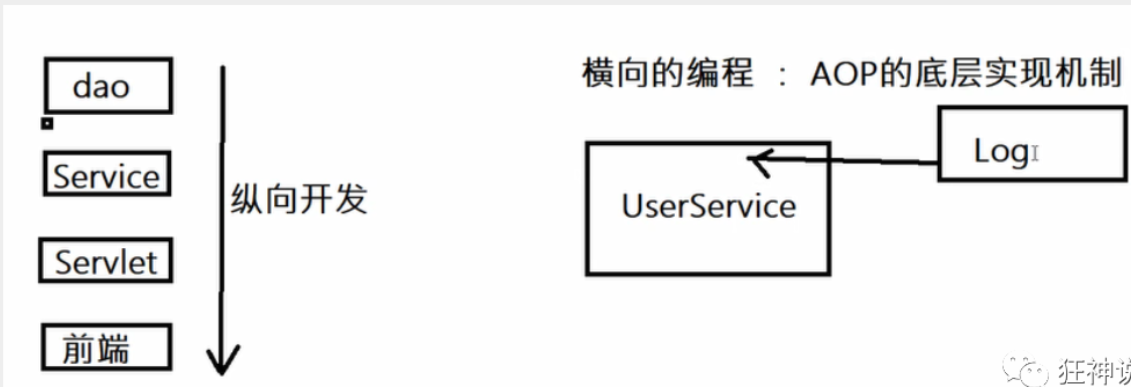 dao
Service
Servlet
前端
纵向开发
横向的编程 ： AOP的底层实现机制
Log
UserService
狂神说